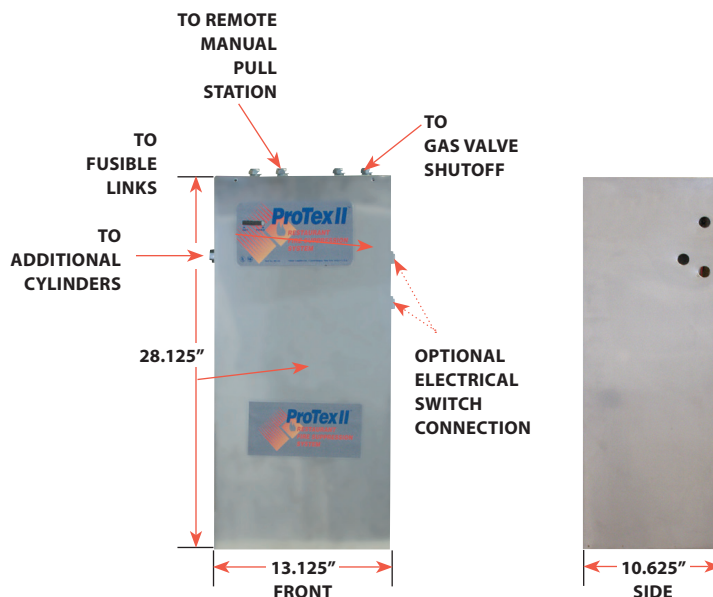 TO REMOTE
MANUAL
PULL
STATION
TO
GAS VALVE
SHUTOFF
TO
FUSIBLE
LINKS
ProTex II
TO
ADDITIONAL
CYLINDERS
28.125”
OPTIONAL
ELECTRICAL
SWITCH
CONNECTION
ProTex II
13.125”
FRONT
10.625”
SIDE